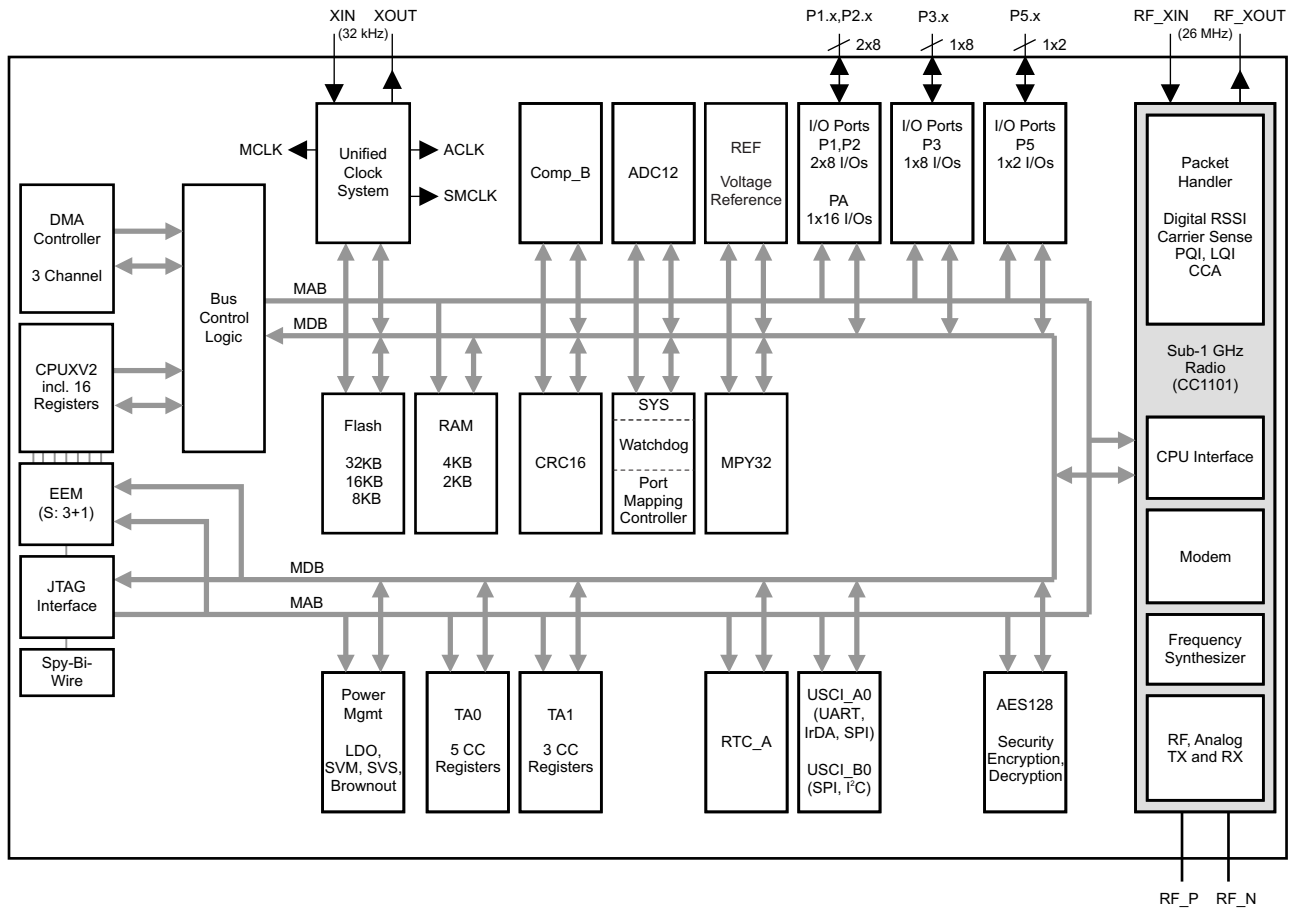 XIN XOUT
(32 kHz)
P1.x,P2.x
2x8
P3.x
1x8
P5.x
1x2
RF_XIN RF_XOUT
(26 MHz)
MCLK
Unified
Clock
System
ACLK
SMCLK
Comp_B
ADC12
REF
Voltage
Reference
I/O Ports
P1,P2
2x8 I/Os
PA
1x16 I/Os
I/O Ports
P3
1x8 I/Os
I/O Ports
P5
1x2 I/Os
Packet
Handler
Digital RSSI
Carrier Sense
PQI, LQI
CCA
DMA
Controller
3 Channel
Bus
Control
Logic
MAB
MDB
CPUXV2
incl. 16
Registers
Sub-1 GHz
Radio
(CC1101)
Flash
32KB
16KB
8KB
RAM
4KB
2KB
CRC16
SYS
Watchdog
Port
Mapping
Controller
MPY32
CPU Interface
EEM
(S: 3+1)
Modem
JTAG
Interface
MDB
MAB
Spy-Bi-
Wire
Frequency
Synthesizer
Power
Mgmt
LDO,
SVM, SVS,
Brownout
TA0
5 CC
Registers
TA1
3 CC
Registers
RTC_A
USCI_A0
(UART,
IrDA, SPI)
USCI_B0
(SPI, I²C)
AES128
Security
Encryption,
Decryption
RF, Analog
TX and RX
RF_P RF_N